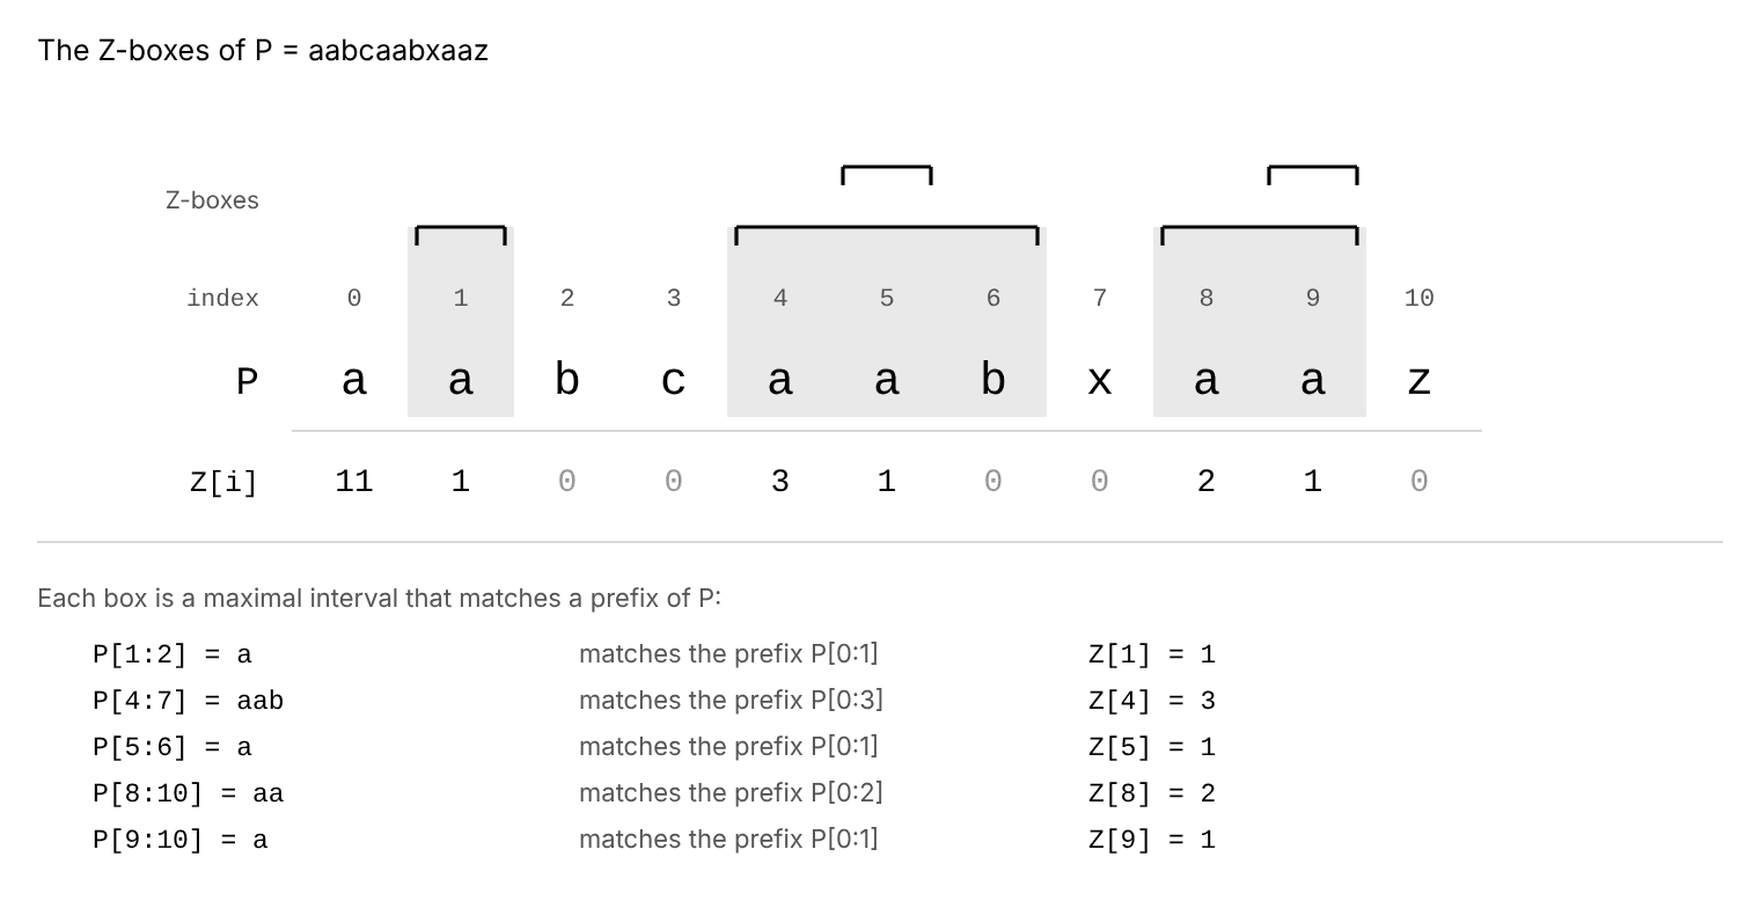 The Z-boxes of P = aabcaabxaaz
Z-boxes
index 0 1 2 3 4 5 6 7 8 9 10
P a a b c a a b x a a z
Z[i] 11 1 0 0 3 1 0 0 2 1 0
Each box is a maximal interval that matches a prefix of P:
P[1:2] = a matches the prefix P[0:1] Z[1] = 1
P[4:7] = aab matches the prefix P[0:3] Z[4] = 3
P[5:6] = a matches the prefix P[0:1] Z[5] = 1
P[8:10] = aa matches the prefix P[0:2] Z[8] = 2
P[9:10] = a matches the prefix P[0:1] Z[9] = 1